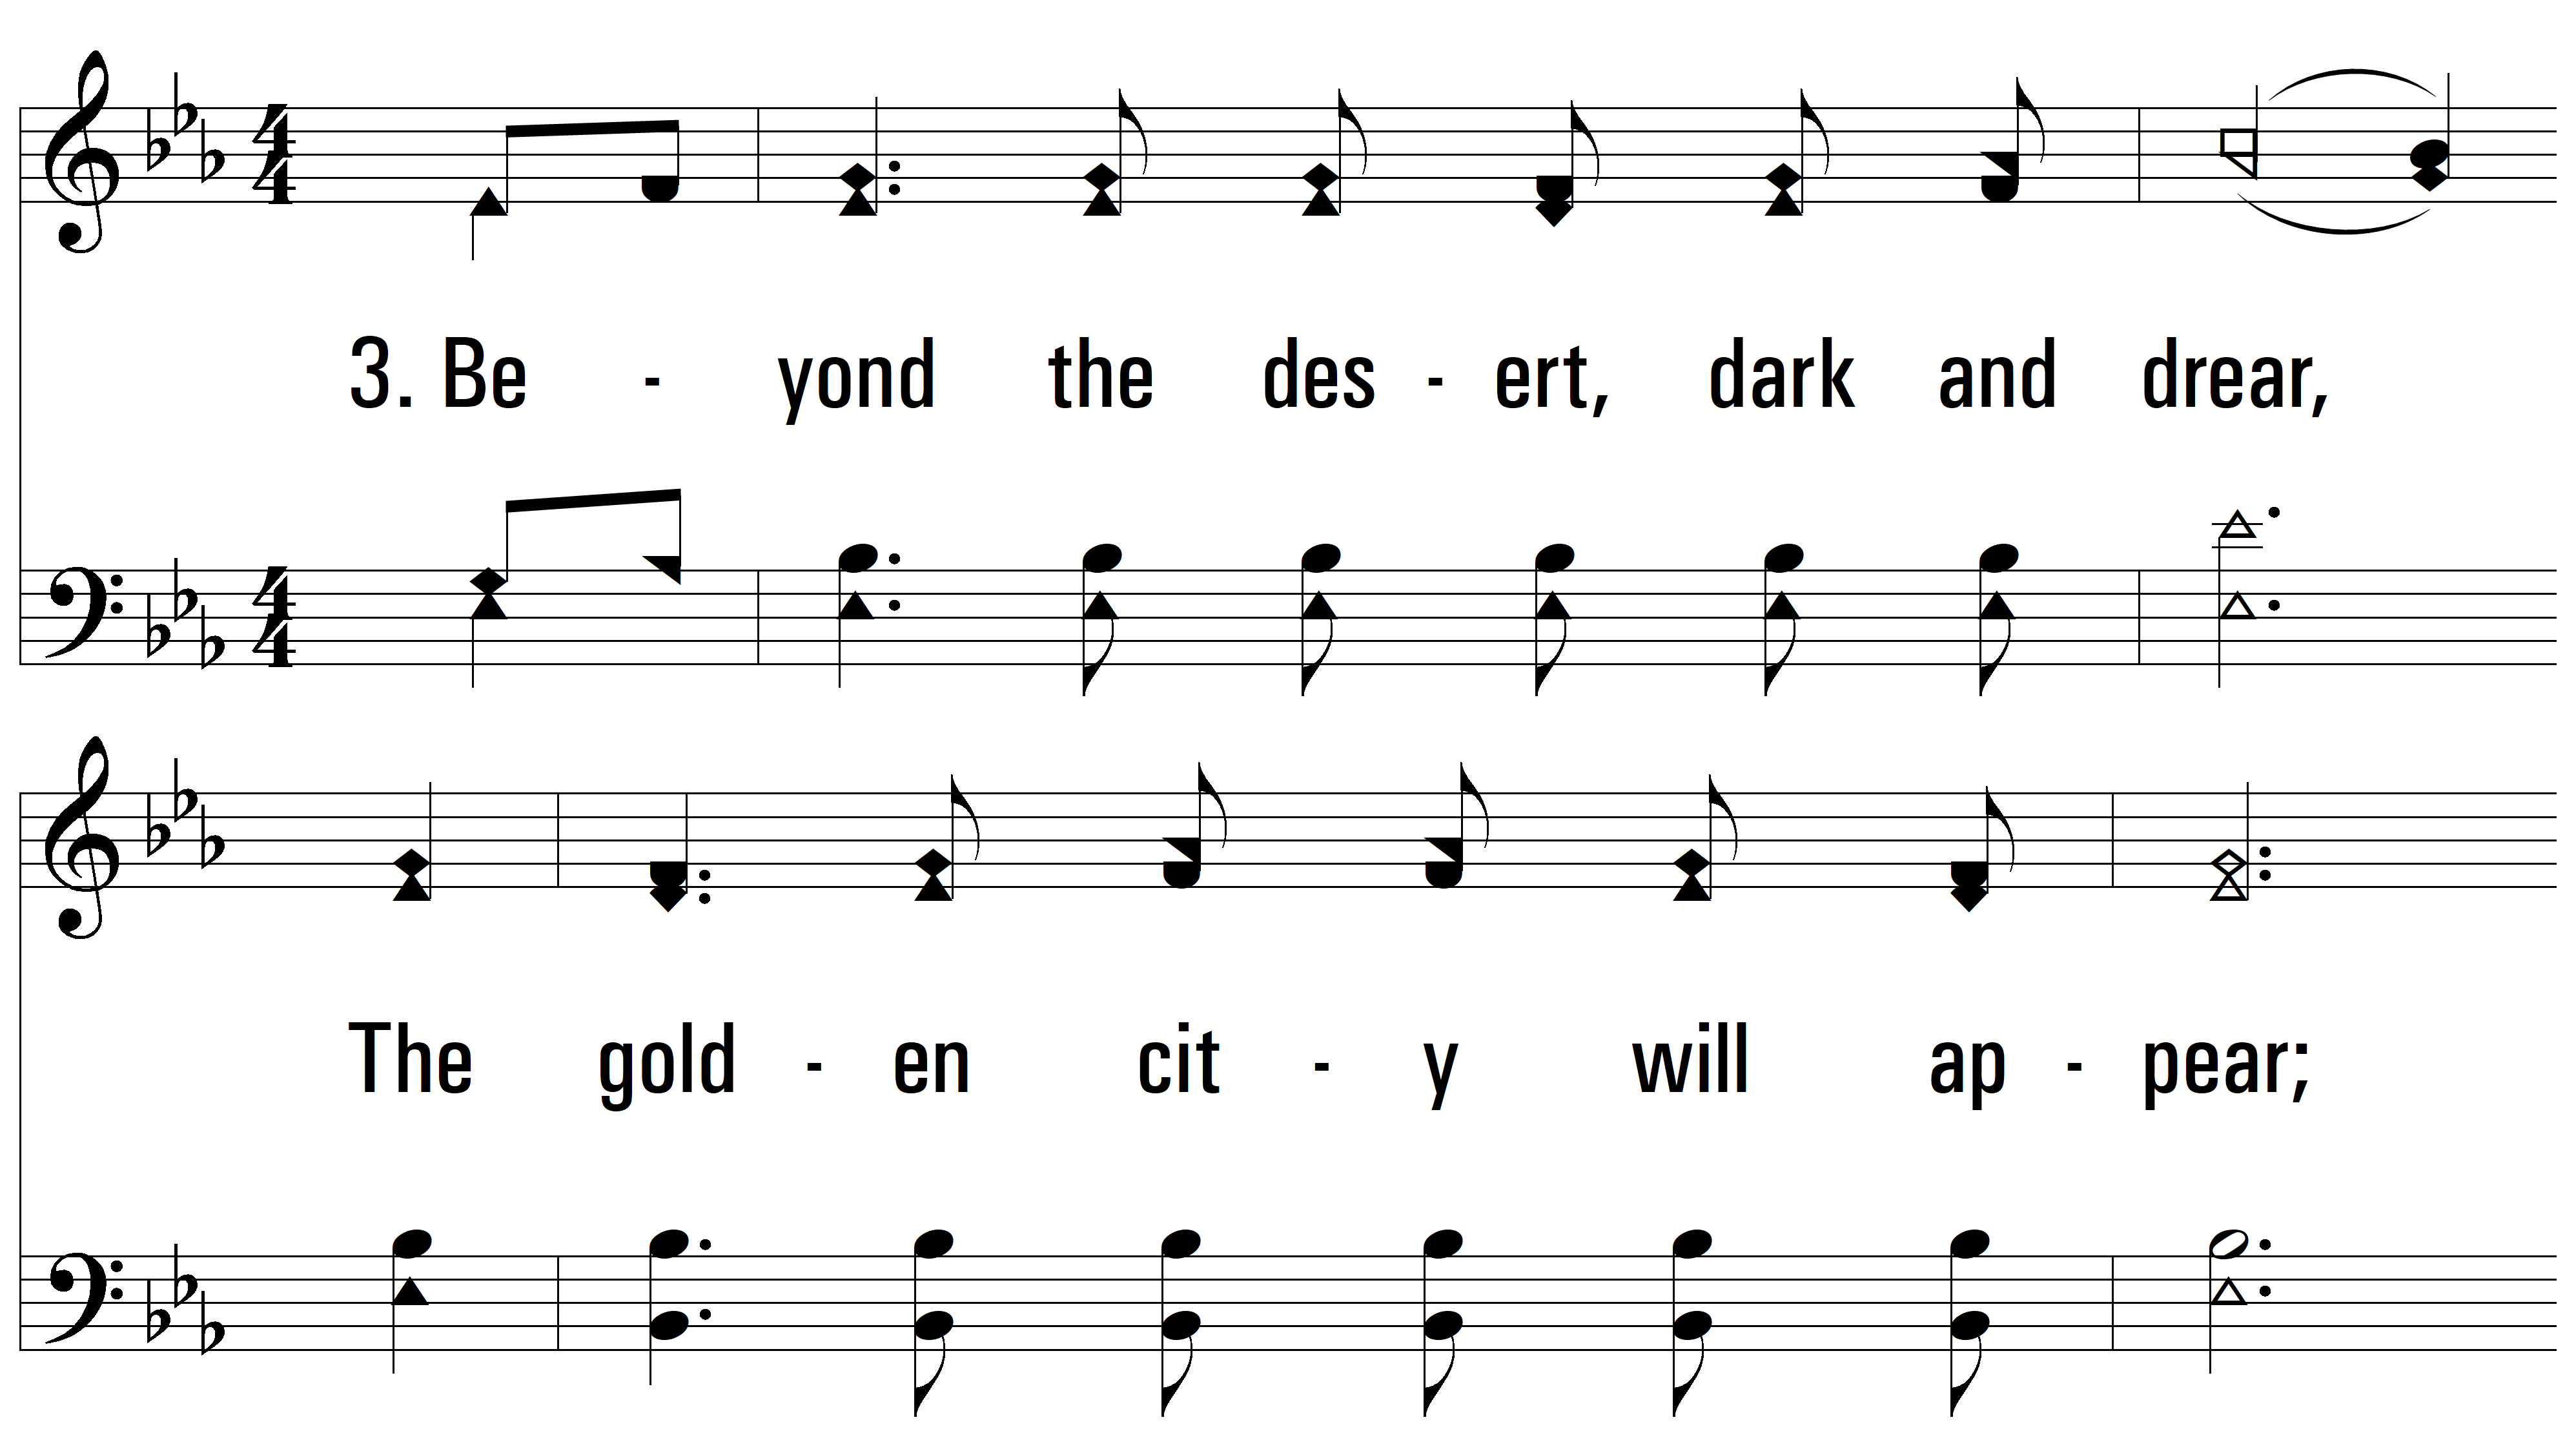 3. Be - yond the des - ert, dark and drear,
The gold - en cit - y will ap - pear;